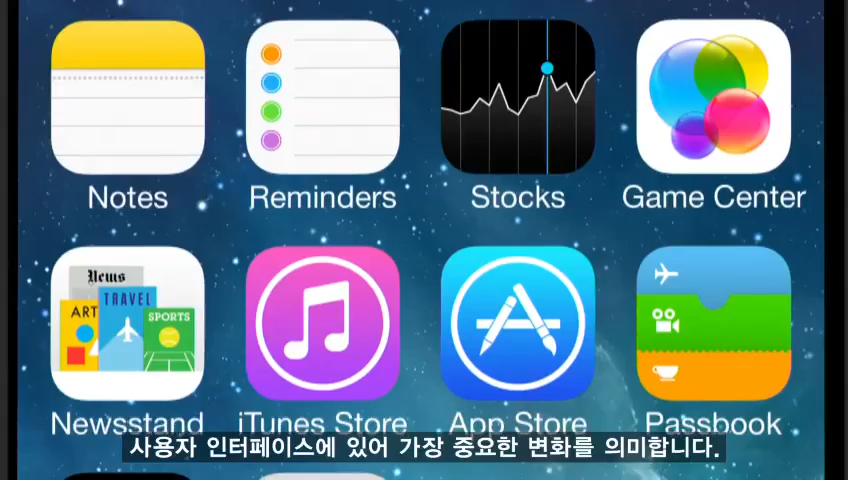 Notes
Reminders
Stocks
Game Center
News
TRAVEL
ART
SPORTS
Newsstand
iTunes Store
App Store
Passbook
사용자 인터페이스에 있어 가장 중요한 변화를 의미합니다.